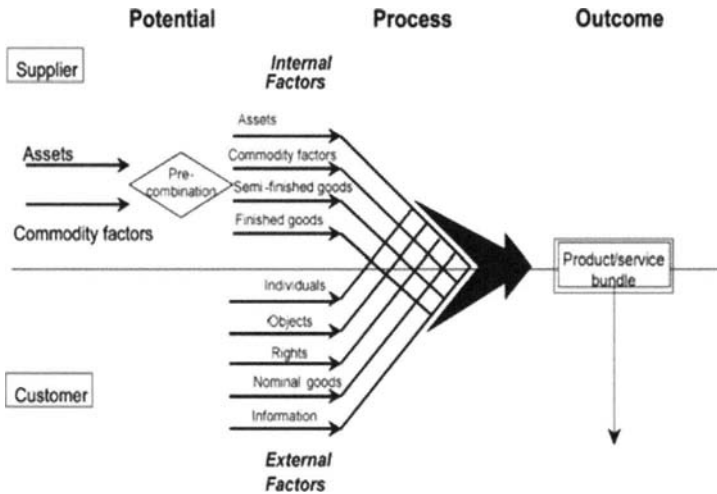 Potential
Process
Outcome
Supplier
Internal
Factors
Assets
Assets
Commodity factors
Pre-
combination
Semi-finished goods
Commodity factors
Finished goods
Product/service
bundle
Individuals
Objects
Rights
Customer
Nominal goods
Information
External
Factors